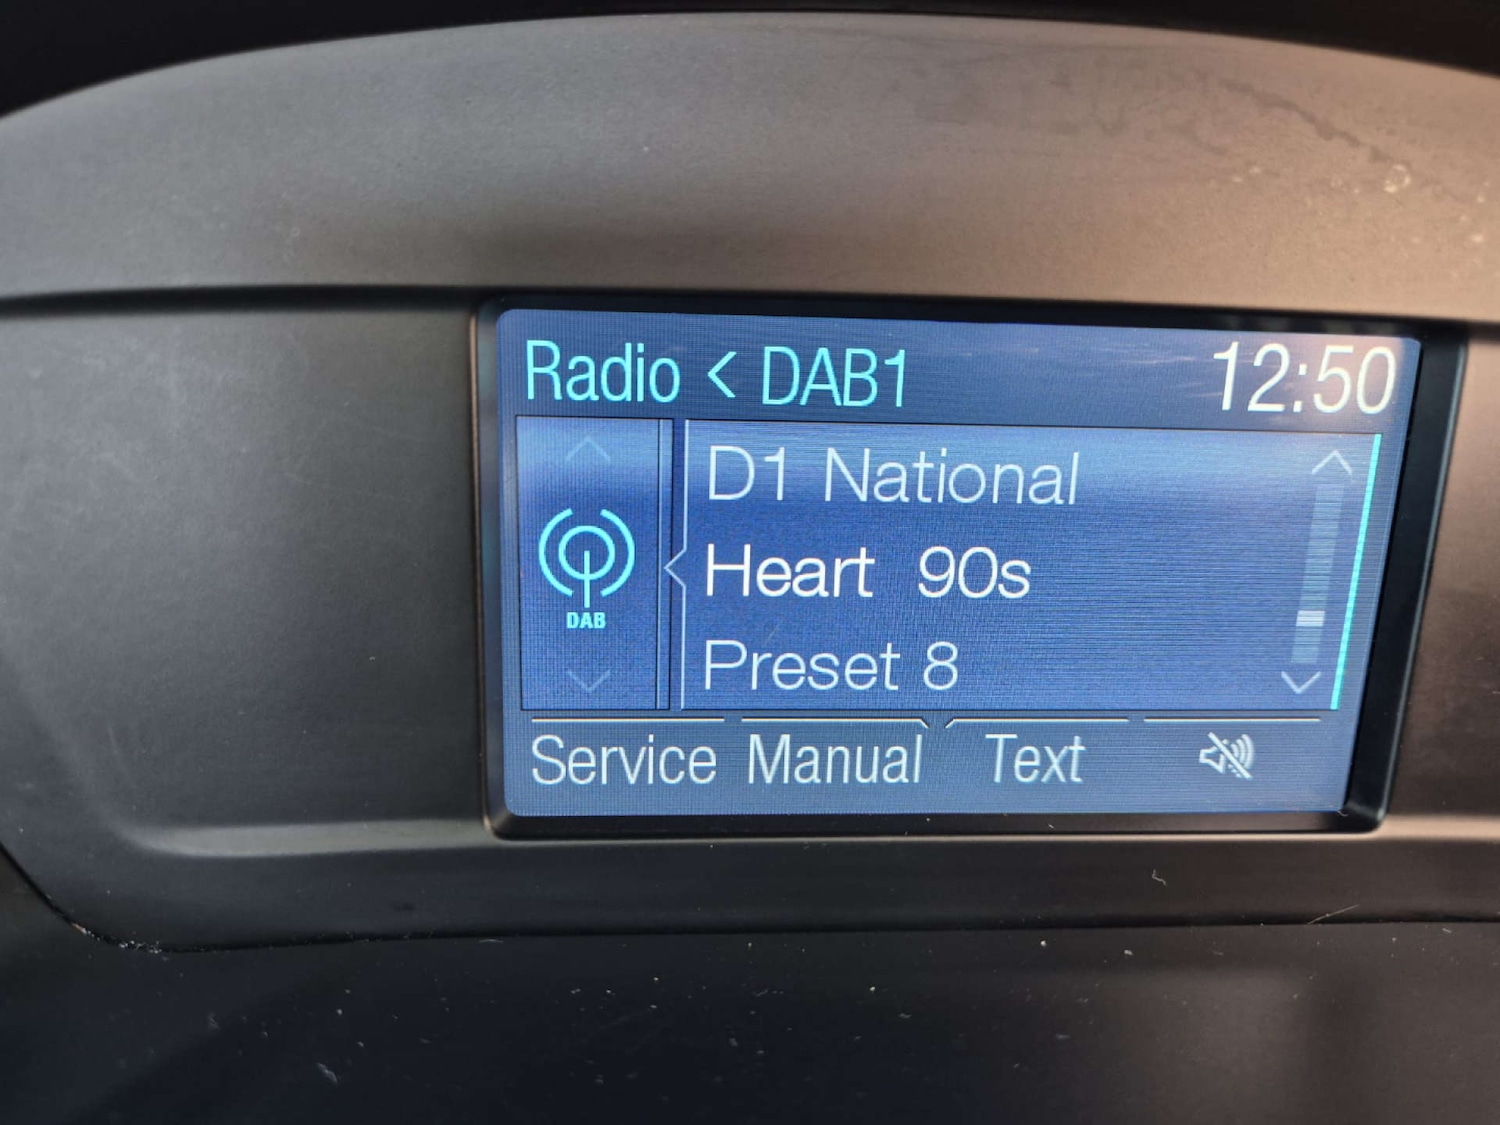 Radio < DAB1 12:50
D1 National
Heart 90s
DAB
Preset 8
Service Manual Text